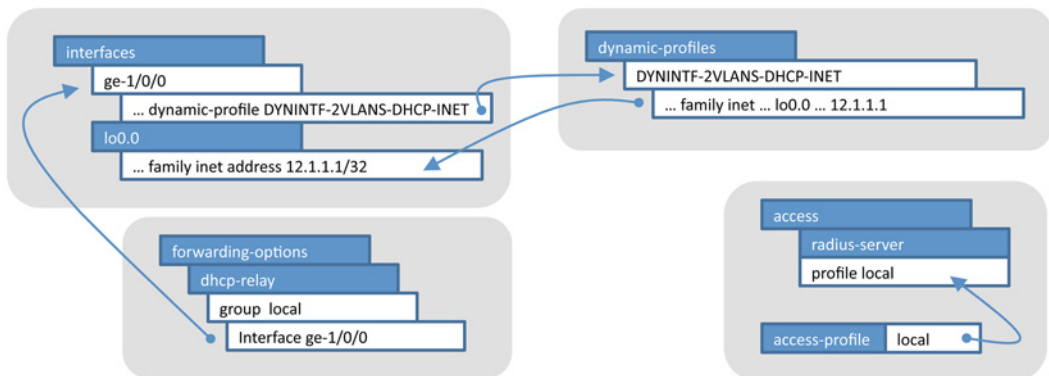 interfaces
ge-1/0/0
... dynamic-profile DYNINTF-2VLANS-DHCP-INET
lo0.0
... family inet address 12.1.1.1/32
dynamic-profiles
DYNINTF-2VLANS-DHCP-INET
... family inet ... lo0.0 ... 12.1.1.1
forwarding-options
dhcp-relay
group local
Interface ge-1/0/0
access
radius-server
profile local
access-profile local